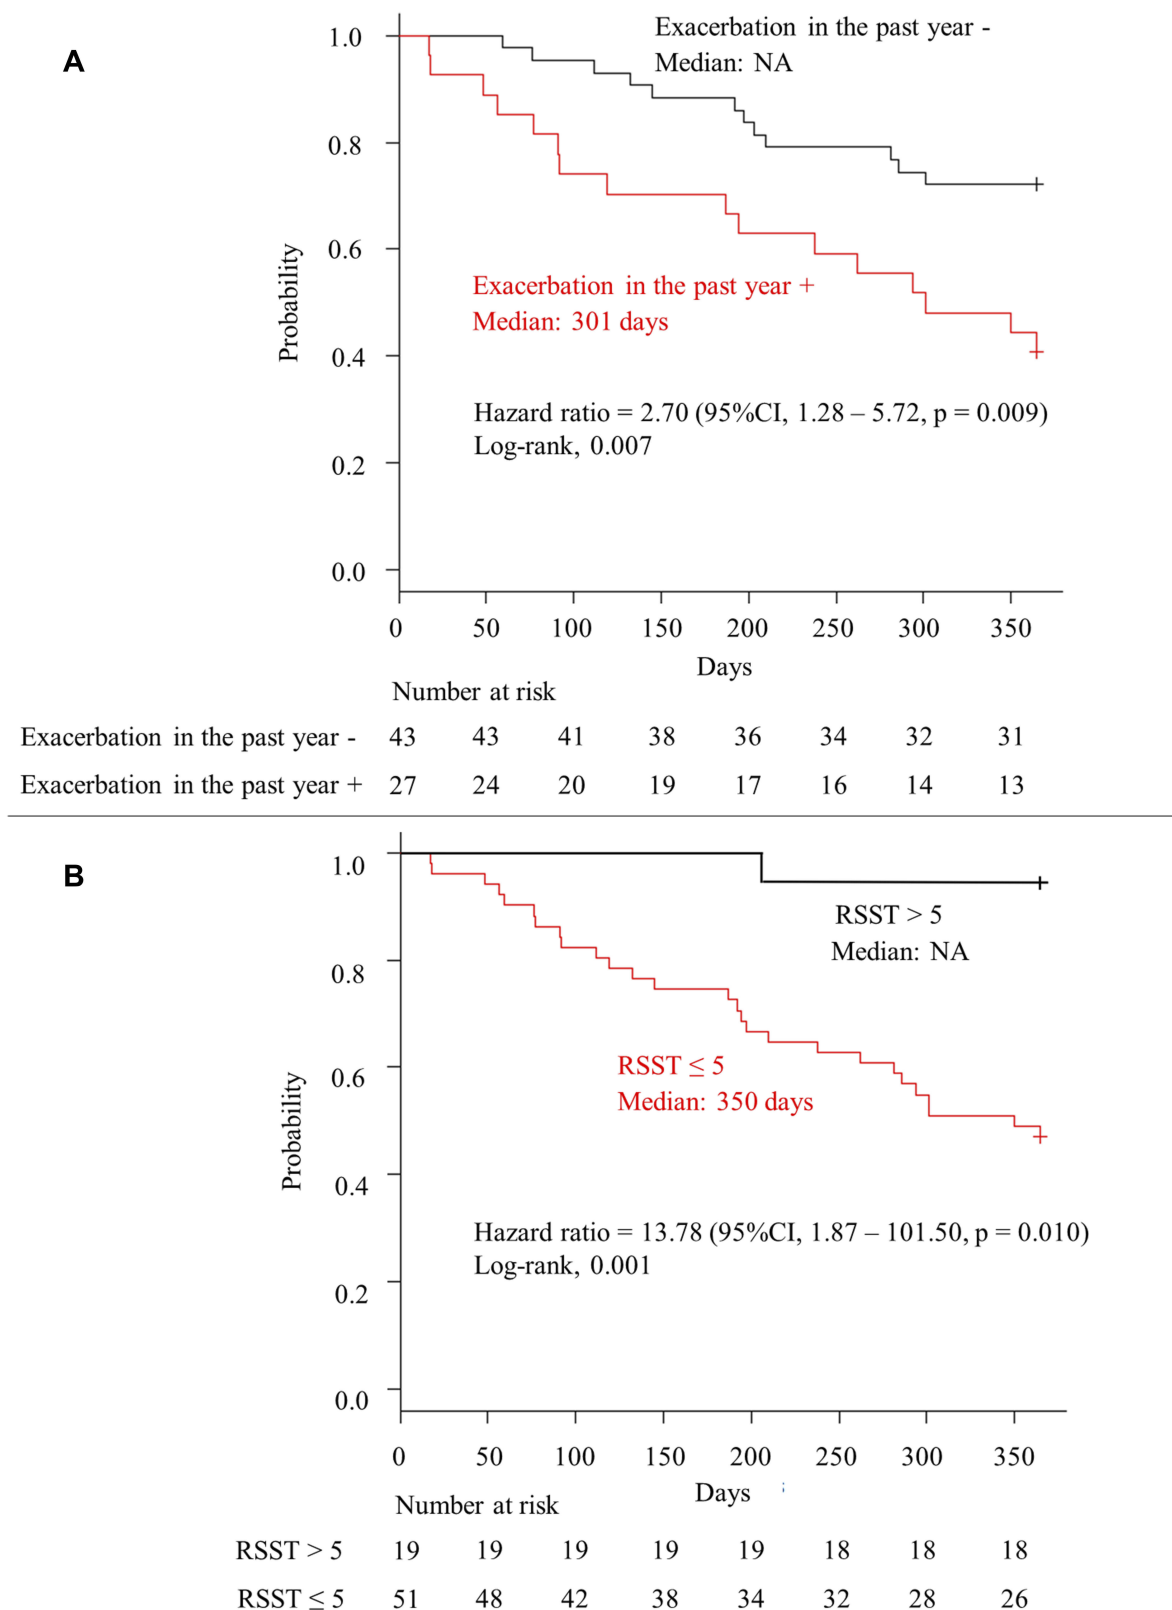 A
Exacerbation in the past year -
Median: NA
1.0
0.8
0.6
0.4
0.2
0.0
Probability
Exacerbation in the past year +
Median: 301 days
Hazard ratio = 2.70 (95%CI, 1.28 – 5.72, p = 0.009)
Log-rank, 0.007
0 50 100 150 200 250 300 350
Days
Number at risk
Exacerbation in the past year - 43 43 41 38 36 34 32 31
Exacerbation in the past year + 27 24 20 19 17 16 14 13
B
1.0
0.8
0.6
0.4
0.2
0.0
Probability
RSST > 5
Median: NA
RSST ≤ 5
Median: 350 days
Hazard ratio = 13.78 (95%CI, 1.87 – 101.50, p = 0.010)
Log-rank, 0.001
0 50 100 150 200 250 300 350
Days
Number at risk
RSST > 5 19 19 19 19 19 18 18 18
RSST ≤ 5 51 48 42 38 34 32 28 26